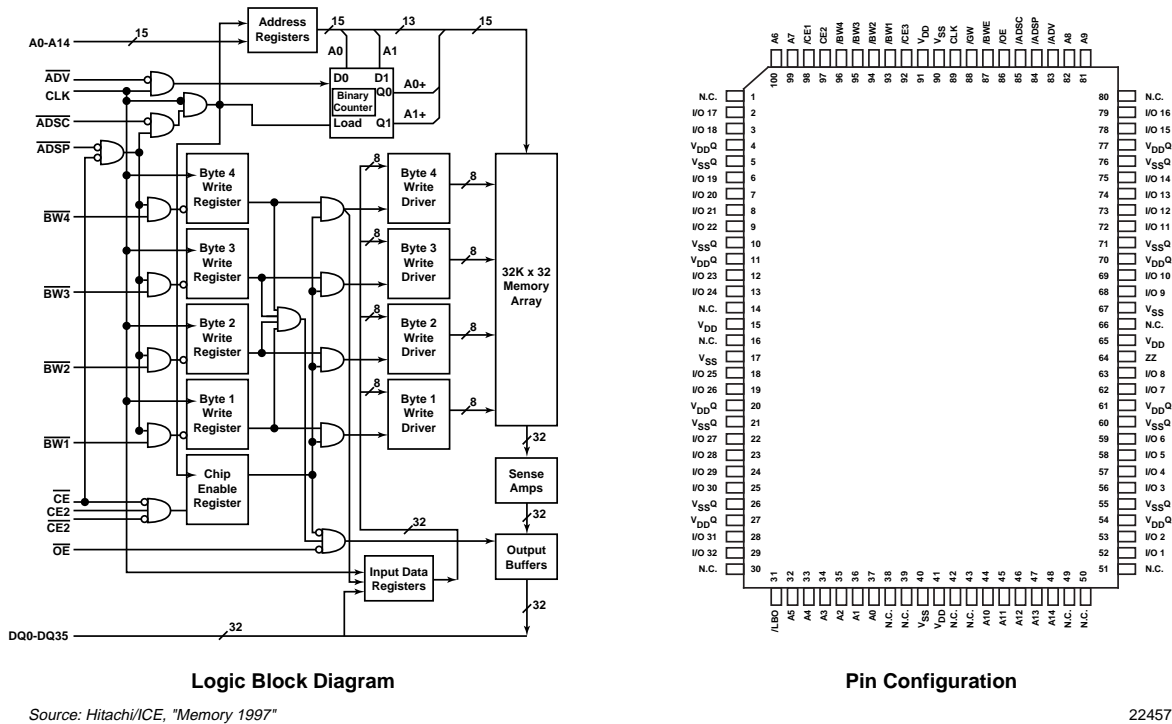 Address
Registers
A0-A14
15
15
13
15
A0
A1
ADV
CLK
ADSC
ADSP
D0
D1
Binary
Counter
Q0
Load
Q1
A0+
A1+
Byte 4
Write
Register
8
Byte 4
Write
Driver
8
BW4
Byte 3
Write
Register
8
Byte 3
Write
Driver
8
BW3
32K x 32
Memory
Array
Byte 2
Write
Register
8
Byte 2
Write
Driver
8
BW2
Byte 1
Write
Register
8
Byte 1
Write
Driver
8
BW1
32
Chip
Enable
Register
Sense
Amps
CE
CE2
CE2
32
32
OE
Output
Buffers
Input Data
Registers
32
DQ0-DQ35
32
Logic Block Diagram
A6 A7 /CE1 CE2 /BW4 /BW3 /BW2 /BW1 /CE3 VDD VSS CLK /GW /BWE /OE /ADSC /ADSP /ADV A8 A9
100 99 98 97 96 95 94 93 92 91 90 89 88 87 86 85 84 83 82 81
N.C. 1 80 N.C.
I/O 17 2 79 I/O 16
I/O 18 3 78 I/O 15
VDDQ 4 77 VDDQ
VSSQ 5 76 VSSQ
I/O 19 6 75 I/O 14
I/O 20 7 74 I/O 13
I/O 21 8 73 I/O 12
I/O 22 9 72 I/O 11
VSSQ 10 71 VSSQ
VDDQ 11 70 VDDQ
I/O 23 12 69 I/O 10
I/O 24 13 68 I/O 9
N.C. 14 67 VSS
VDD 15 66 N.C.
N.C. 16 65 VDD
VSS 17 64 ZZ
I/O 25 18 63 I/O 8
I/O 26 19 62 I/O 7
VDDQ 20 61 VDDQ
VSSQ 21 60 VSSQ
I/O 27 22 59 I/O 6
I/O 28 23 58 I/O 5
I/O 29 24 57 I/O 4
I/O 30 25 56 I/O 3
VSSQ 26 55 VSSQ
VDDQ 27 54 VDDQ
I/O 31 28 53 I/O 2
I/O 32 29 52 I/O 1
N.C. 30 51 N.C.
31 32 33 34 35 36 37 38 39 40 41 42 43 44 45 46 47 48 49 50
/LBO A5 A4 A3 A2 A1 A0 N.C. N.C. VSS VDD N.C. N.C. A10 A11 A12 A13 A14 N.C. N.C.
Pin Configuration
Source: Hitachi/ICE, "Memory 1997"
22457